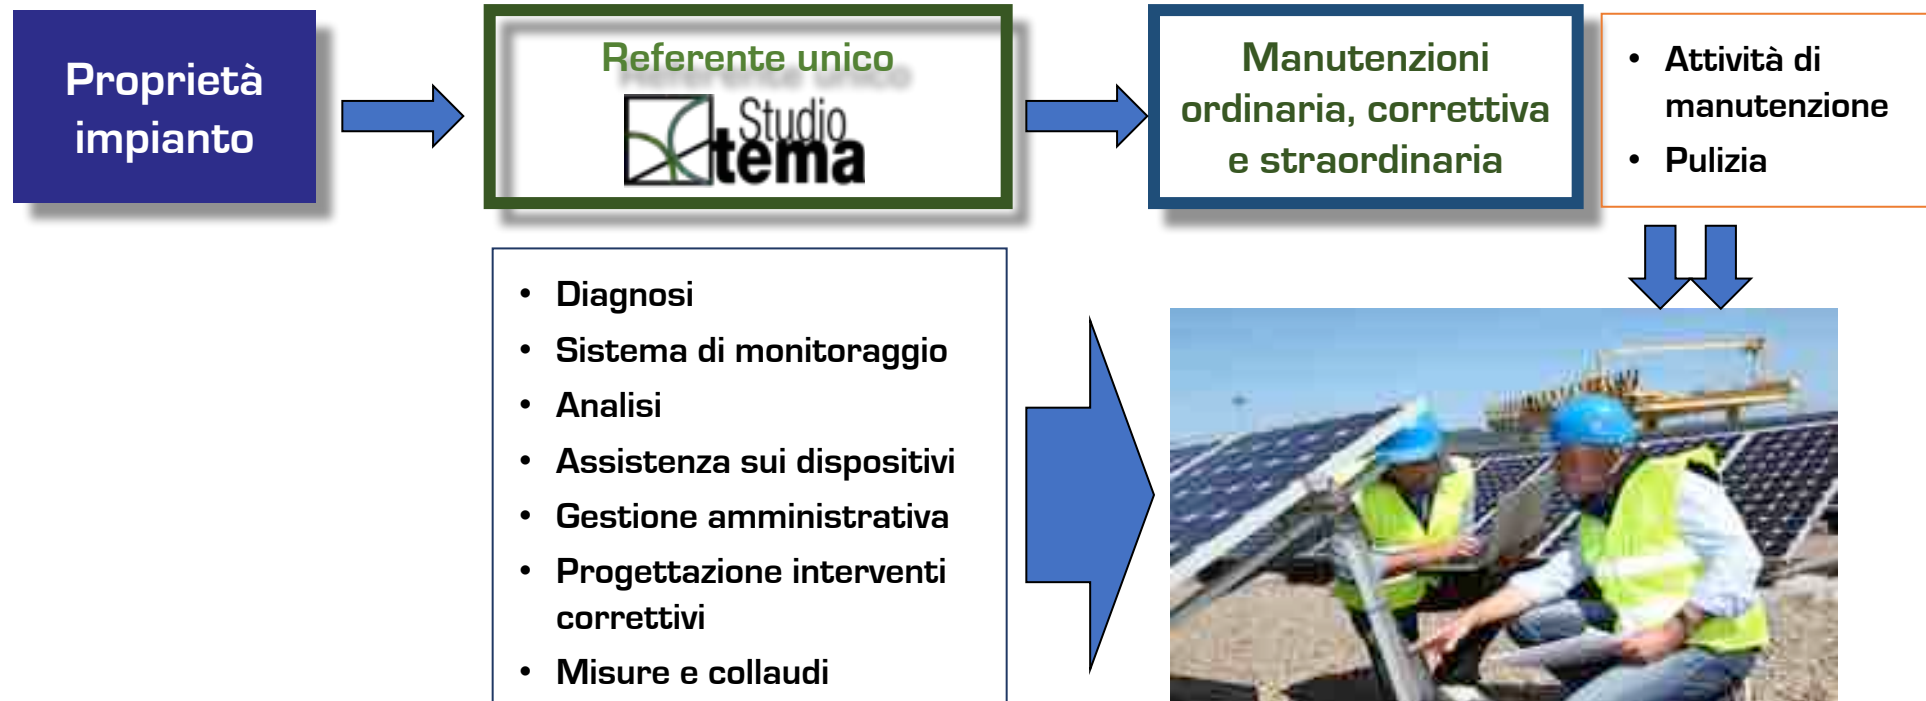 Proprietà
impianto
Referente unico
Studio
tema
Manutenzioni
ordinaria, correttiva
e straordinaria
• Attività di
manutenzione
• Pulizia
• Diagnosi
• Sistema di monitoraggio
• Analisi
• Assistenza sui dispositivi
• Gestione amministrativa
• Progettazione interventi
correttivi
• Misure e collaudi